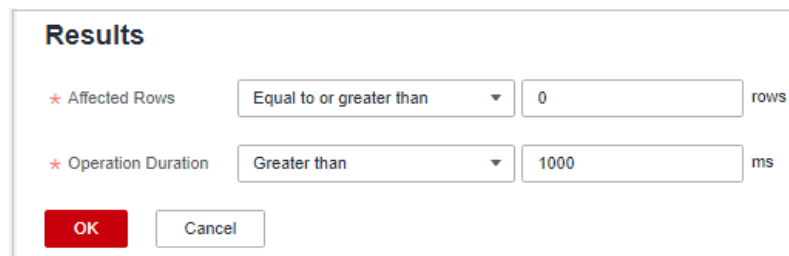 Results
* Affected Rows Equal to or greater than 0 rows
* Operation Duration Greater than 1000 ms
OK Cancel